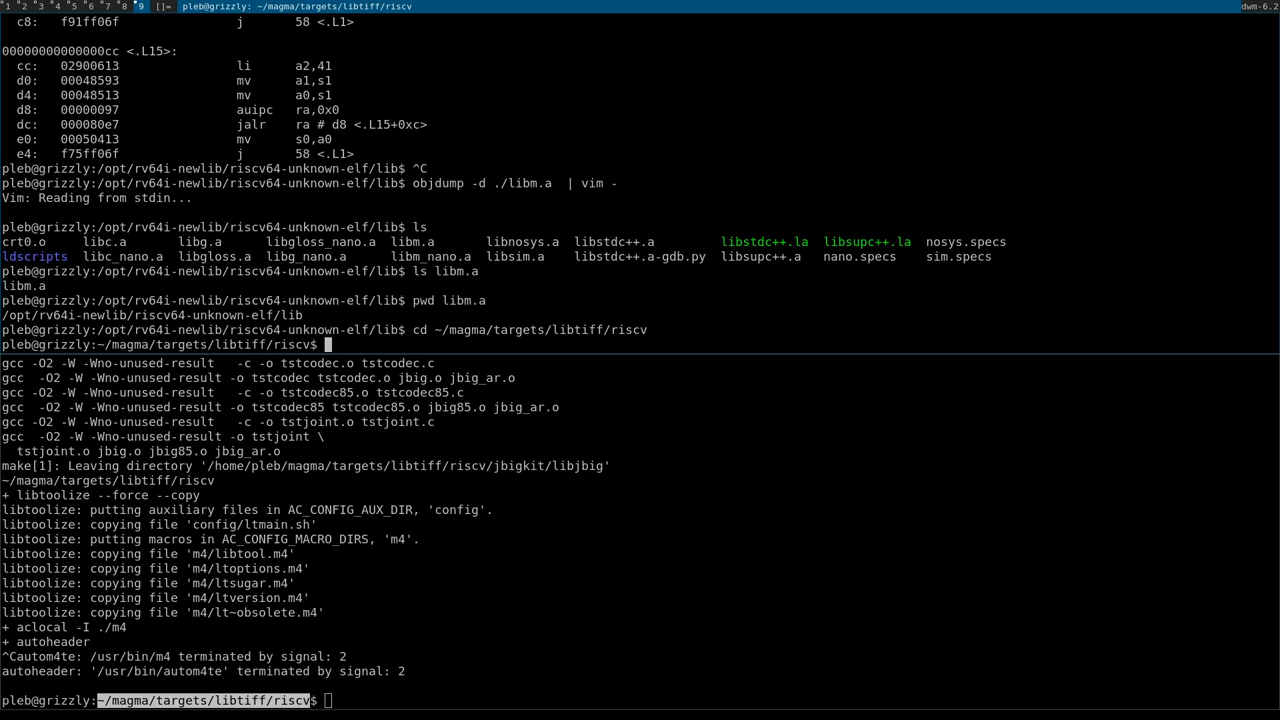 1 2 3 4 5 6 7 8 9 []= pleb@grizzly: ~/magma/targets/libtiff/riscv dwm-6.2
c8: f91ff06f j 58 <.L1>
00000000000000cc <.L15>:
cc: 02900613 li a2,41
d0: 00048593 mv a1,s1
d4: 00048513 mv a0,s1
d8: 00000097 auipc ra,0x0
dc: 000080e7 jalr ra # d8 <.L15+0xc>
e0: 00050413 mv s0,a0
e4: f75ff06f j 58 <.L1>
pleb@grizzly:/opt/rv64i-newlib/riscv64-unknown-elf/lib$ ^C
pleb@grizzly:/opt/rv64i-newlib/riscv64-unknown-elf/lib$ objdump -d ./libm.a | vim -
Vim: Reading from stdin...
pleb@grizzly:/opt/rv64i-newlib/riscv64-unknown-elf/lib$ ls
crt0.o libc.a libg.a libgloss_nano.a libm.a libnosys.a libstdc++.a libstdc++.la libsupc++.la nosys.specs
ldscripts libc_nano.a libgloss.a libg_nano.a libm_nano.a libsim.a libstdc++.a-gdb.py libsupc++.a nano.specs sim.specs
pleb@grizzly:/opt/rv64i-newlib/riscv64-unknown-elf/lib$ ls libm.a
libm.a
pleb@grizzly:/opt/rv64i-newlib/riscv64-unknown-elf/lib$ pwd libm.a
/opt/rv64i-newlib/riscv64-unknown-elf/lib
pleb@grizzly:/opt/rv64i-newlib/riscv64-unknown-elf/lib$ cd ~/magma/targets/libtiff/riscv
pleb@grizzly:~/magma/targets/libtiff/riscv$
gcc -O2 -W -Wno-unused-result -c -o tstcodec.o tstcodec.c
gcc -O2 -W -Wno-unused-result -o tstcodec tstcodec.o jbig.o jbig_ar.o
gcc -O2 -W -Wno-unused-result -c -o tstcodec85.o tstcodec85.c
gcc -O2 -W -Wno-unused-result -o tstcodec85 tstcodec85.o jbig85.o jbig_ar.o
gcc -O2 -W -Wno-unused-result -c -o tstjoint.o tstjoint.c
gcc -O2 -W -Wno-unused-result -o tstjoint \
tstjoint.o jbig.o jbig85.o jbig_ar.o
make[1]: Leaving directory '/home/pleb/magma/targets/libtiff/riscv/jbigkit/libjbig'
~/magma/targets/libtiff/riscv
+ libtoolize --force --copy
libtoolize: putting auxiliary files in AC_CONFIG_AUX_DIR, 'config'.
libtoolize: copying file 'config/ltmain.sh'
libtoolize: putting macros in AC_CONFIG_MACRO_DIRS, 'm4'.
libtoolize: copying file 'm4/libtool.m4'
libtoolize: copying file 'm4/ltoptions.m4'
libtoolize: copying file 'm4/ltsugar.m4'
libtoolize: copying file 'm4/ltversion.m4'
libtoolize: copying file 'm4/lt~obsolete.m4'
+ aclocal -I ./m4
+ autoheader
^Cautom4te: /usr/bin/m4 terminated by signal: 2
autoheader: '/usr/bin/autom4te' terminated by signal: 2
pleb@grizzly:~/magma/targets/libtiff/riscv$